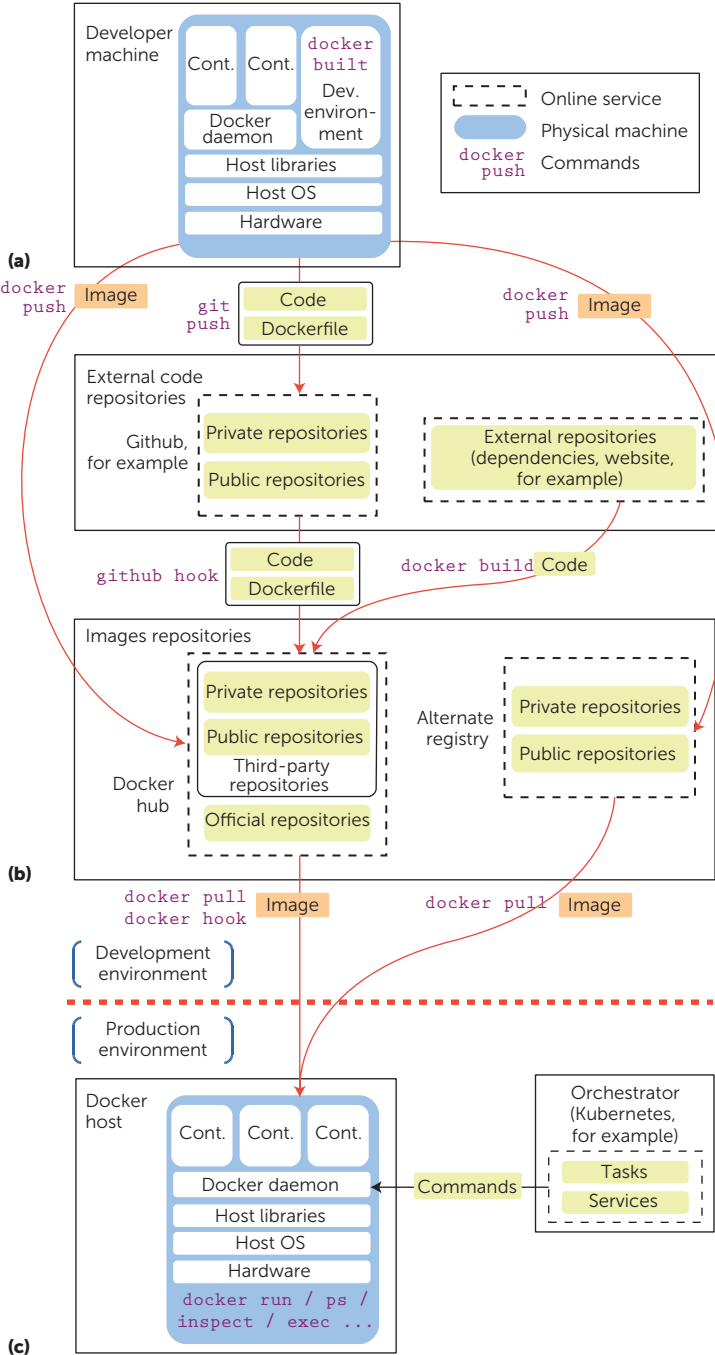 Developer
machine
Cont.
Cont.
docker
built
Dev.
environ-
ment
Docker
daemon
Host libraries
Host OS
Hardware
Online service
Physical machine
docker
push
Commands
(a)
docker
push
Image
git
push
Code
Dockerfile
docker
push
Image
External code
repositories
Github,
for example
Private repositories
Public repositories
External repositories
(dependencies, website,
for example)
github hook
Code
Dockerfile
docker build
Code
Images repositories
Private repositories
Public repositories
Third-party
repositories
Docker
hub
Official repositories
Alternate
registry
Private repositories
Public repositories
(b)
docker pull
docker hook
Image
docker pull
Image
Development
environment
Production
environment
Docker
host
Cont.
Cont.
Cont.
Docker daemon
Host libraries
Host OS
Hardware
docker run / ps /
inspect / exec ...
Commands
Orchestrator
(Kubernetes,
for example)
Tasks
Services
(c)